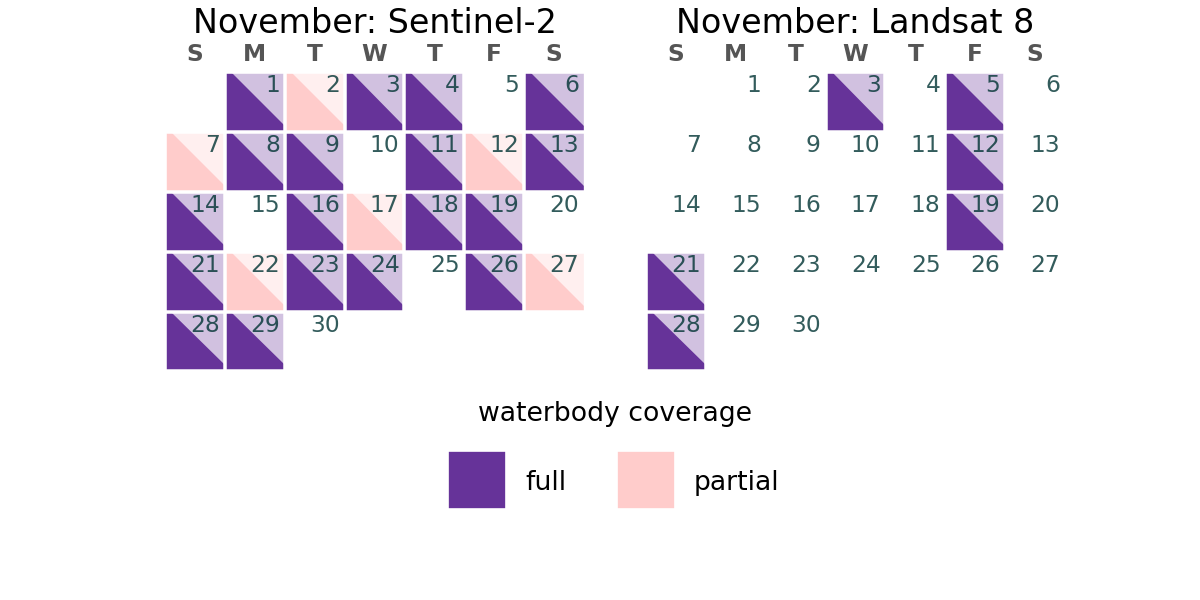 November: Sentinel-2
S M T W T F S
1 2 3 4 5 6
7 8 9 10 11 12 13
14 15 16 17 18 19 20
21 22 23 24 25 26 27
28 29 30
November: Landsat 8
S M T W T F S
1 2 3 4 5 6
7 8 9 10 11 12 13
14 15 16 17 18 19 20
21 22 23 24 25 26 27
28 29 30
waterbody coverage
full partial